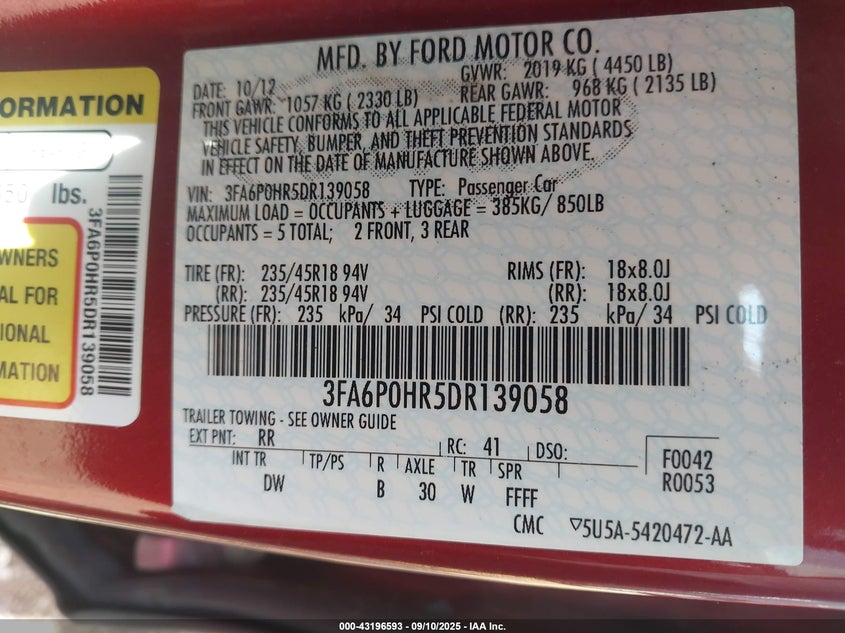 MFD. BY FORD MOTOR CO.
DATE: 10/12
GVWR: 2019 KG ( 4450 LB)
FRONT GAWR: 1057 KG ( 2330 LB)
REAR GAWR: 968 KG ( 2135 LB)
THIS VEHICLE CONFORMS TO ALL APPLICABLE FEDERAL MOTOR
VEHICLE SAFETY, BUMPER, AND THEFT PREVENTION STANDARDS
IN EFFECT ON THE DATE OF MANUFACTURE SHOWN ABOVE.
VIN: 3FA6P0HR5DR139058 TYPE: Passenger Car
MAXIMUM LOAD = OCCUPANTS + LUGGAGE = 385KG/ 850LB
OCCUPANTS = 5 TOTAL; 2 FRONT, 3 REAR
TIRE (FR): 235/45R18 94V RIMS (FR): 18x8.0J
(RR): 235/45R18 94V (RR): 18x8.0J
PRESSURE (FR): 235 kPa/ 34 PSI COLD (RR): 235 kPa/ 34 PSI COLD
3FA6P0HR5DR139058
TRAILER TOWING - SEE OWNER GUIDE
EXT PNT: RR RC: 41 DSO:
INT TR TP/PS R AXLE TR SPR
DW B 30 W FFFF
F0042
R0053
CMC ▽5U5A-5420472-AA
ORMATION
lbs.
WNERS
AL FOR
IONAL
MATION
3FA6P0HR5DR139058
000-43196593 / 09/10/2025 - IAA Inc.